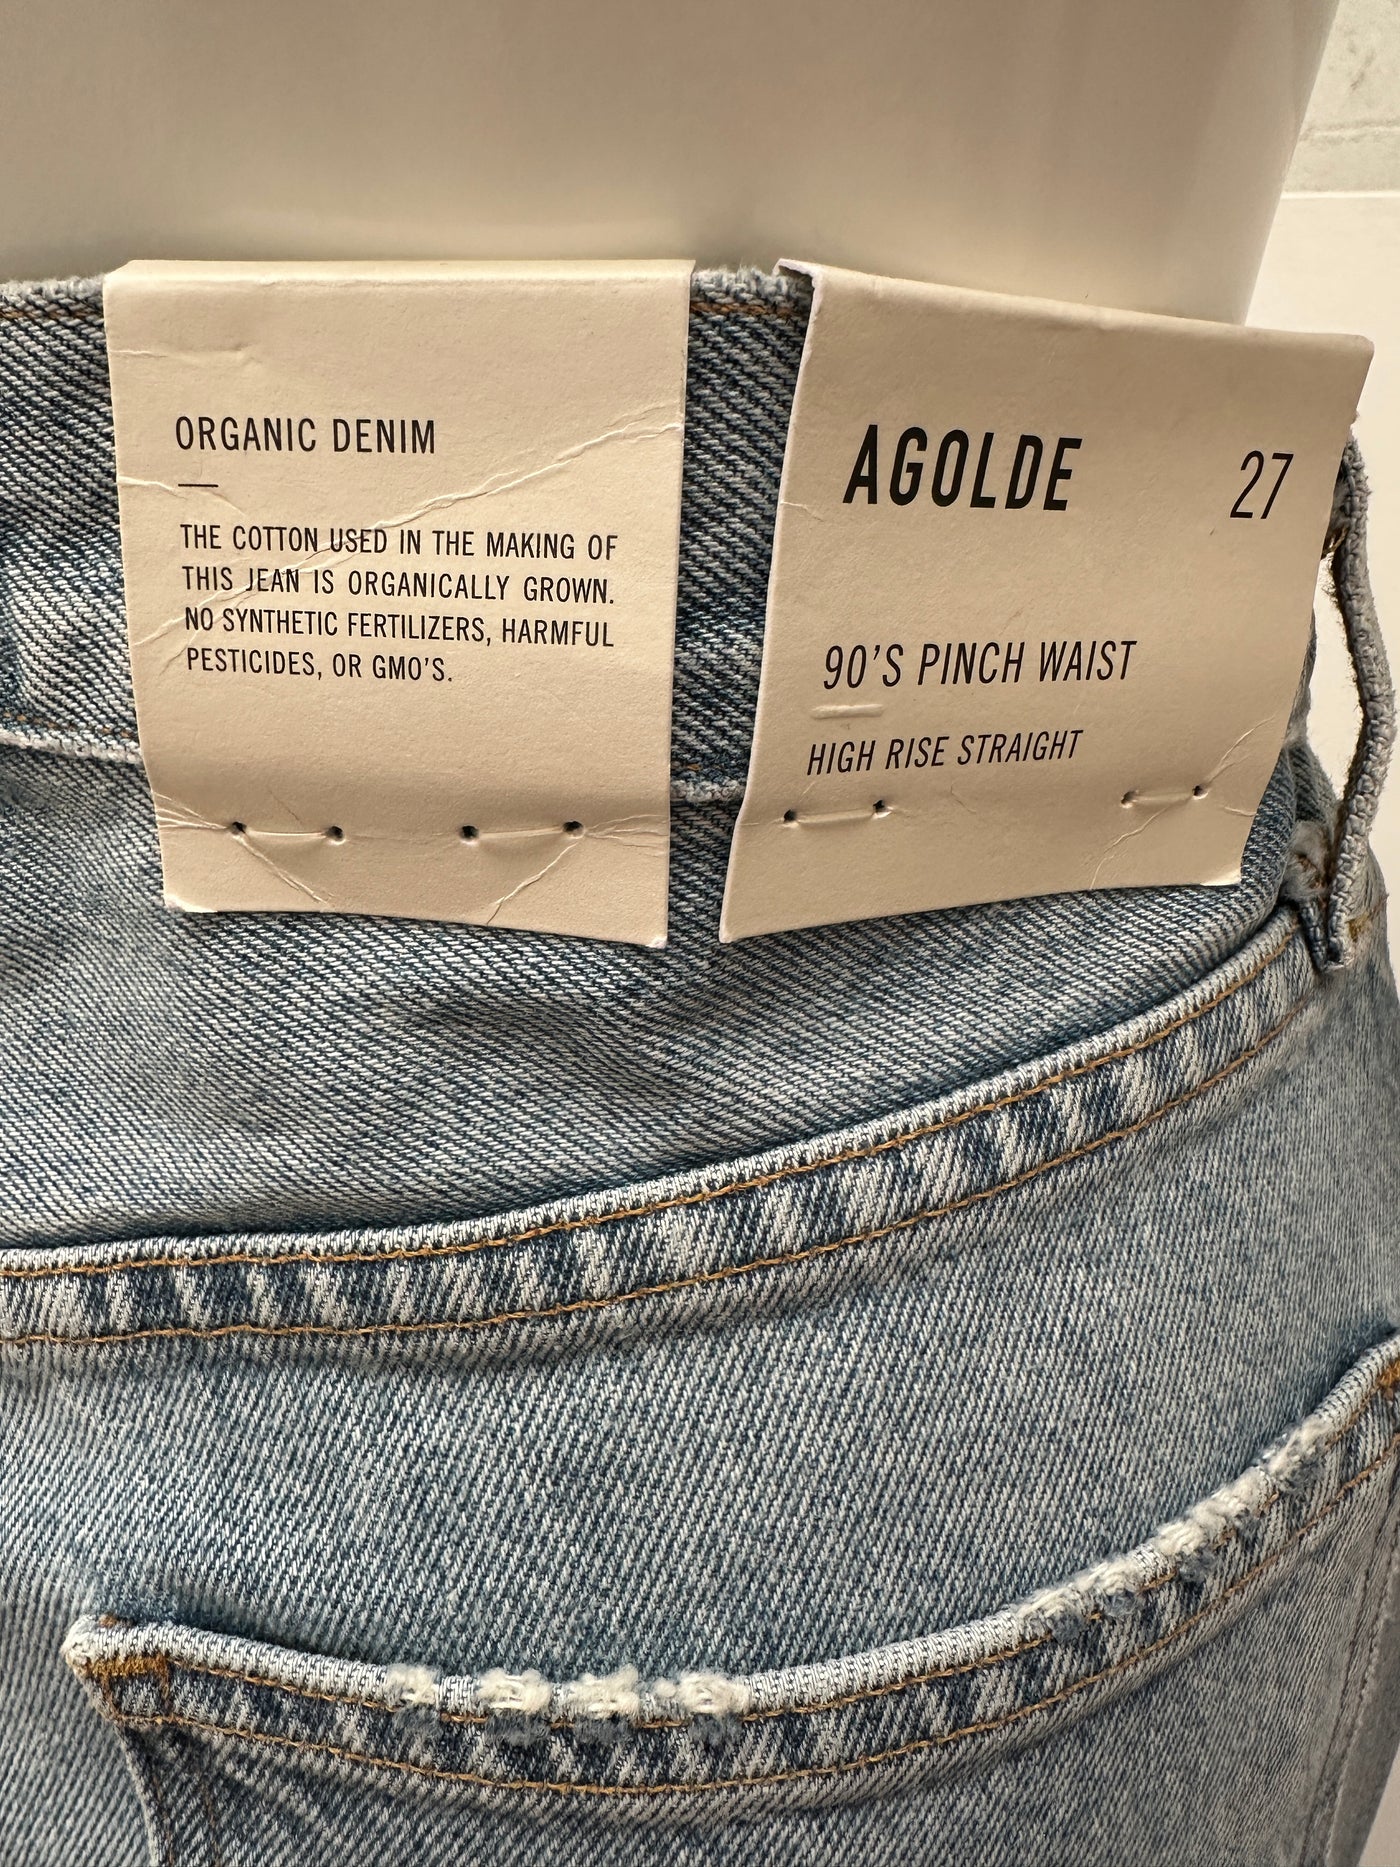 ORGANIC DENIM
THE COTTON USED IN THE MAKING OF
THIS JEAN IS ORGANICALLY GROWN.
NO SYNTHETIC FERTILIZERS, HARMFUL
PESTICIDES, OR GMO'S.
AGOLDE 27
90'S PINCH WAIST
HIGH RISE STRAIGHT